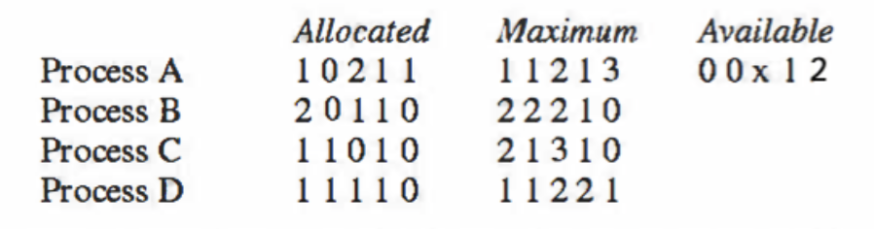 Allocated Maximum Available
Process A 1 0 2 1 1 1 1 2 1 3 0 0 x 1 2
Process B 2 0 1 1 0 2 2 2 1 0
Process C 1 1 0 1 0 2 1 3 1 0
Process D 1 1 1 1 0 1 1 2 2 1